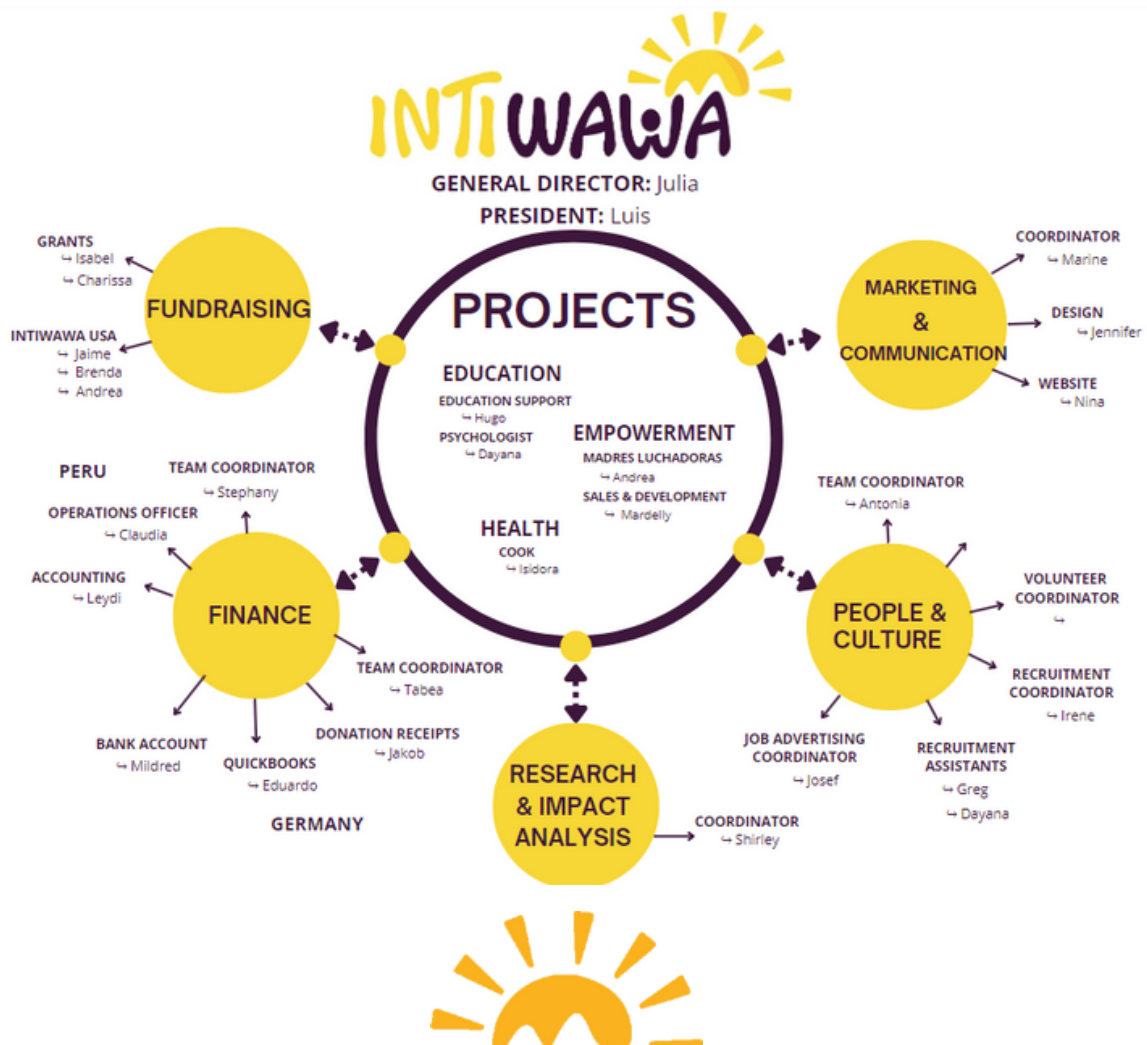 INTIWAWA
GENERAL DIRECTOR: Julia
PRESIDENT: Luis
FUNDRAISING
GRANTS
↪ Isabel
↪ Charissa
INTIWAWA USA
↪ Jaime
↪ Brenda
↪ Andrea
PROJECTS
EDUCATION
EDUCATION SUPPORT
↪ Hugo
PSYCHOLOGIST
↪ Dayana
EMPOWERMENT
MADRES LUCHADORAS
↪ Andrea
SALES & DEVELOPMENT
↪ Mardelly
HEALTH
COOK
↪ Isidora
MARKETING
&
COMMUNICATION
COORDINATOR
↪ Marine
DESIGN
↪ Jennifer
WEBSITE
↪ Nina
PERU
TEAM COORDINATOR
↪ Stephany
OPERATIONS OFFICER
↪ Claudia
ACCOUNTING
↪ Leydi
FINANCE
TEAM COORDINATOR
↪ Tabea
DONATION RECEIPTS
↪ Jakob
QUICKBOOKS
↪ Eduardo
BANK ACCOUNT
↪ Mildred
GERMANY
RESEARCH
& IMPACT
ANALYSIS
COORDINATOR
↪ Shirley
PEOPLE &
CULTURE
TEAM COORDINATOR
↪ Antonia
VOLUNTEER
COORDINATOR
↪
RECRUITMENT
COORDINATOR
↪ Irene
RECRUITMENT
ASSISTANTS
↪ Greg
↪ Dayana
JOB ADVERTISING
COORDINATOR
↪ Josef